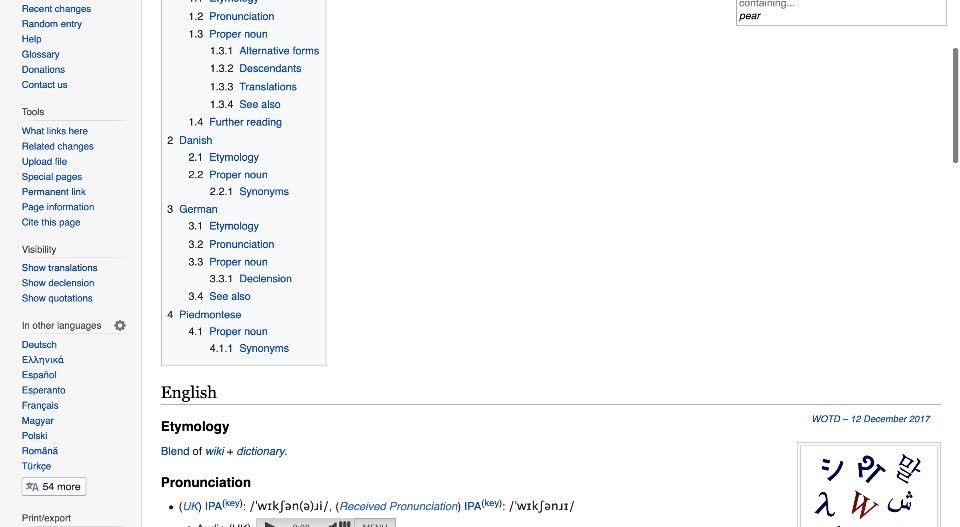 Recent changes
Random entry
Help
Glossary
Donations
Contact us
Tools
What links here
Related changes
Upload file
Special pages
Permanent link
Page information
Cite this page
Visibility
Show translations
Show declension
Show quotations
In other languages
Deutsch
Ελληνικά
Español
Esperanto
Français
Magyar
Polski
Română
Türkçe
54 more
Print/export
1.1 Etymology
1.2 Pronunciation
1.3 Proper noun
1.3.1 Alternative forms
1.3.2 Descendants
1.3.3 Translations
1.3.4 See also
1.4 Further reading
2 Danish
2.1 Etymology
2.2 Proper noun
2.2.1 Synonyms
3 German
3.1 Etymology
3.2 Pronunciation
3.3 Proper noun
3.3.1 Declension
3.4 See also
4 Piedmontese
4.1 Proper noun
4.1.1 Synonyms
containing...
pear
English
WOTD – 12 December 2017
Etymology
Blend of wiki + dictionary.
Pronunciation
(UK) IPA(key): /ˈwɪkʃən(ə)ɹi/, (Received Pronunciation) IPA(key): /ˈwɪkʃənɹɪ/
Audio (UK) 0:00 MENU
シ 말
λ W ش